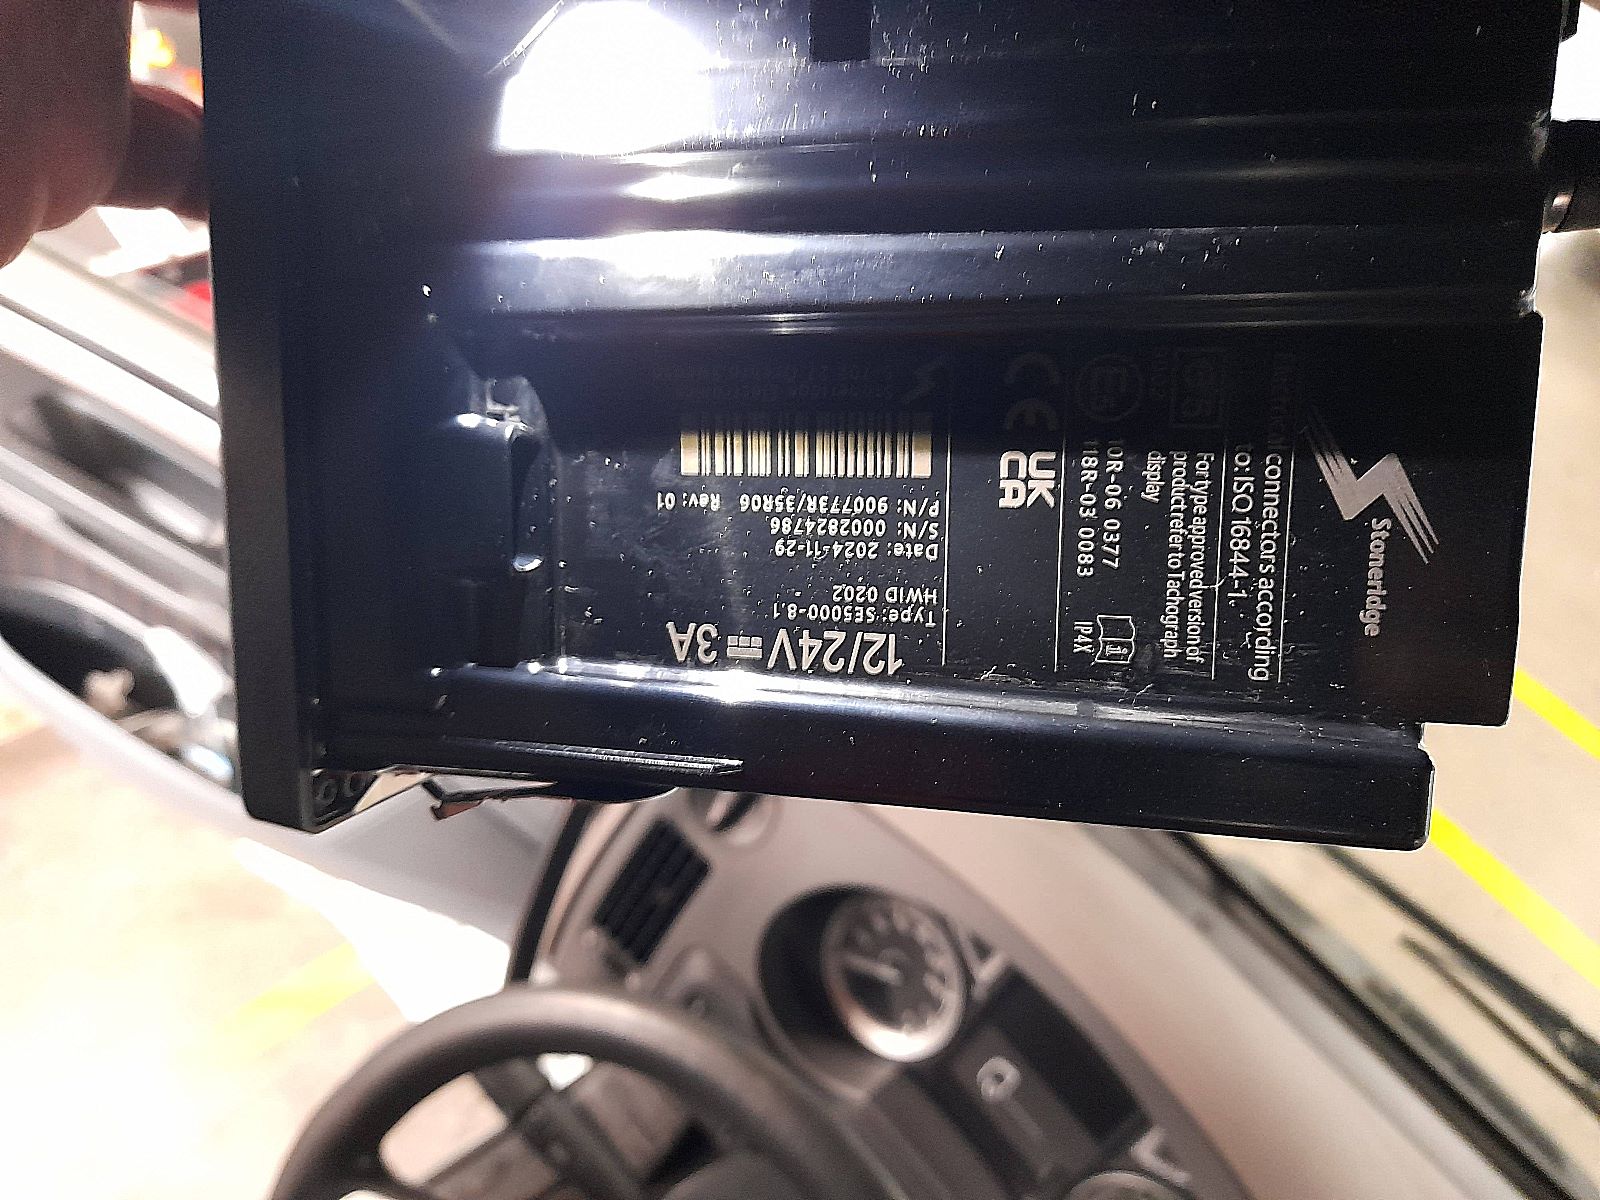 12/24V 3A
Type: SE5000-8.1
HWID 0202
Date: 2024-11-29
S/N: 0002824786
P/N: 900773R/35R06 Rev: 01
CE
UK
CA
10R-06 0377
118R-03 0083
IP4X
For type approved version of
product refer to Tachograph
display
connectors according
to: ISO 16844-1.
Stoneridge